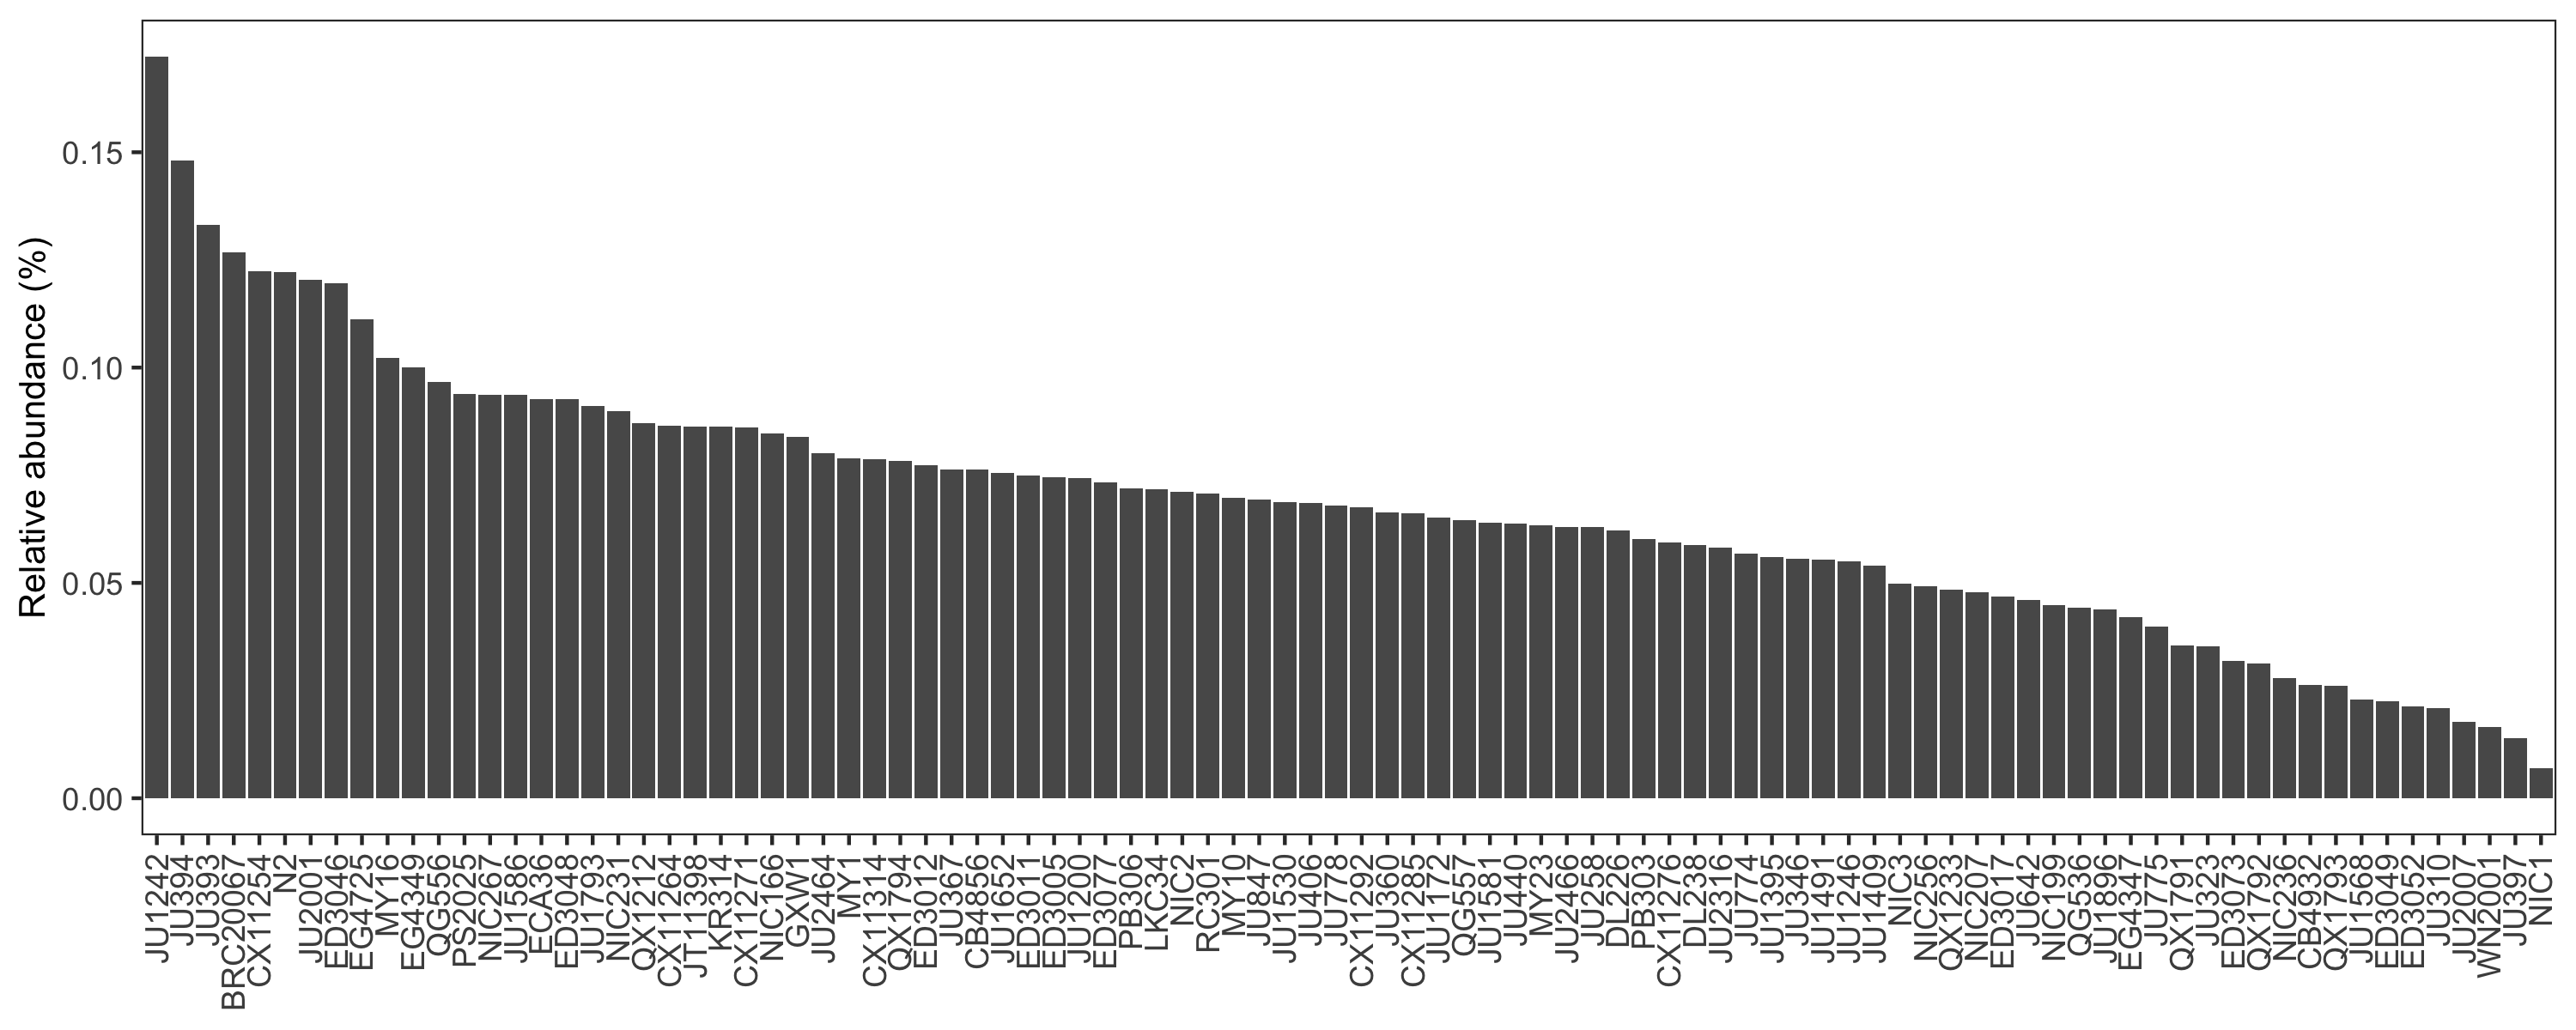 Relative abundance (%)
0.15
0.10
0.05
0.00
JU1242
JU394
JU393
BRC20067
CX11254
N2
JU2001
ED3046
EG4725
MY16
EG4349
QG556
PS2025
NIC267
JU1586
ECA36
ED3048
JU1793
NIC231
QX1212
CX11264
JT11398
KR314
CX11271
NIC166
GXW1
JU2464
MY1
CX11314
QX1794
ED3012
JU367
CB4856
JU1652
ED3011
ED3005
JU1200
ED3077
PB306
LKC34
NIC2
RC301
MY10
JU847
JU1530
JU406
JU778
CX11292
JU360
CX11285
JU1172
QG557
JU1581
JU440
MY23
JU2466
JU258
DL226
PB303
CX11276
DL238
JU2316
JU774
JU1395
JU346
JU1491
JU1246
JU1409
NIC3
NIC256
QX1233
NIC207
ED3017
JU642
NIC199
QG536
JU1896
EG4347
JU775
QX1791
JU323
ED3073
QX1792
NIC236
CB4932
QX1793
JU1568
ED3049
ED3052
JU310
JU2007
WN2001
JU397
NIC1